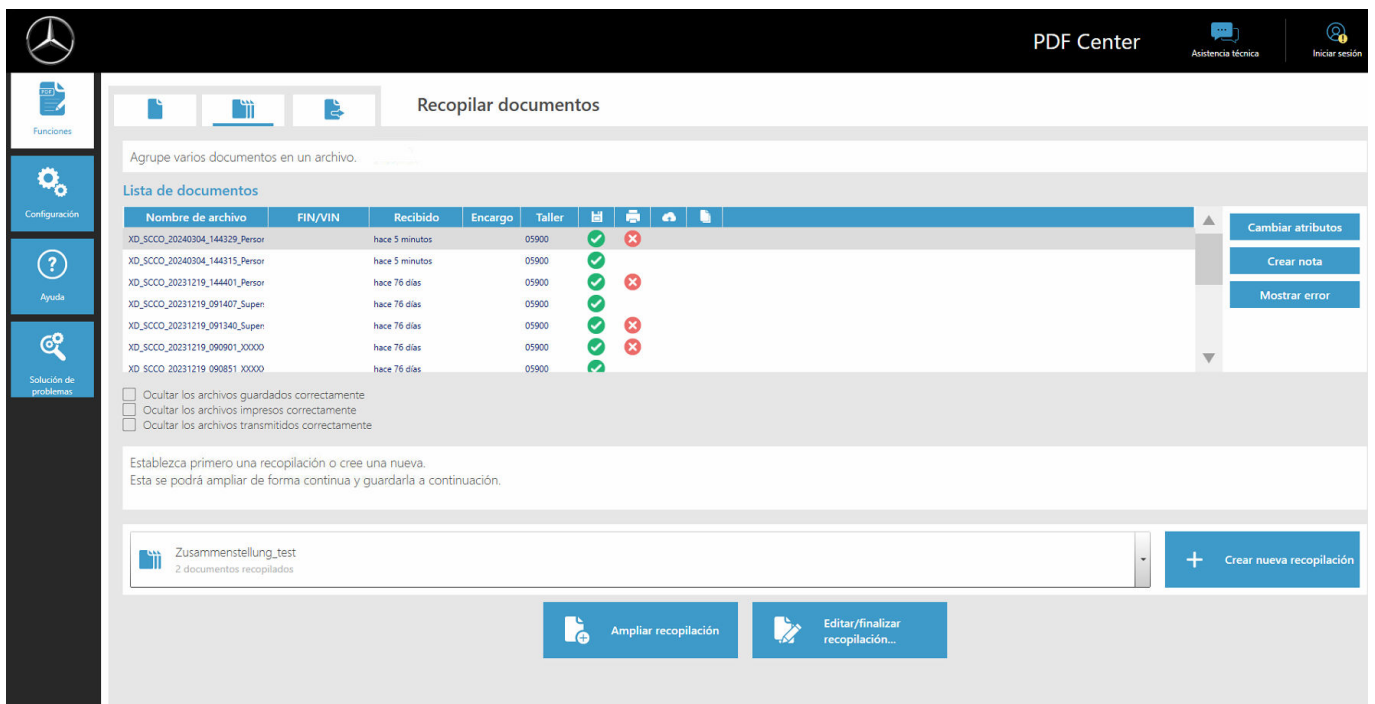 PDF Center
Asistencia técnica
Iniciar sesión
PDF
Funciones
Recopilar documentos
Agrupe varios documentos en un archivo.
Configuración
Lista de documentos
Nombre de archivo FIN/VIN Recibido Encargo Taller
XD_SCCO_20240304_144329_Persor hace 5 minutos 05900
XD_SCCO_20240304_144315_Persor hace 5 minutos 05900
XD_SCCO_20231219_144401_Persor hace 76 días 05900
XD_SCCO_20231219_091407_Super: hace 76 días 05900
XD_SCCO_20231219_091340_Super: hace 76 días 05900
XD_SCCO_20231219_090901_XXXXX hace 76 días 05900
XD_SCCO_20231219_090851_XXXXX hace 76 días 05900
Cambiar atributos
Crear nota
Mostrar error
Ayuda
Solución de
problemas
Ocultar los archivos guardados correctamente
Ocultar los archivos impresos correctamente
Ocultar los archivos transmitidos correctamente
Establezca primero una recopilación o cree una nueva.
Esta se podrá ampliar de forma continua y guardarla a continuación.
Zusammenstellung_test
2 documentos recopilados
Crear nueva recopilación
Ampliar recopilación
Editar/finalizar
recopilación...